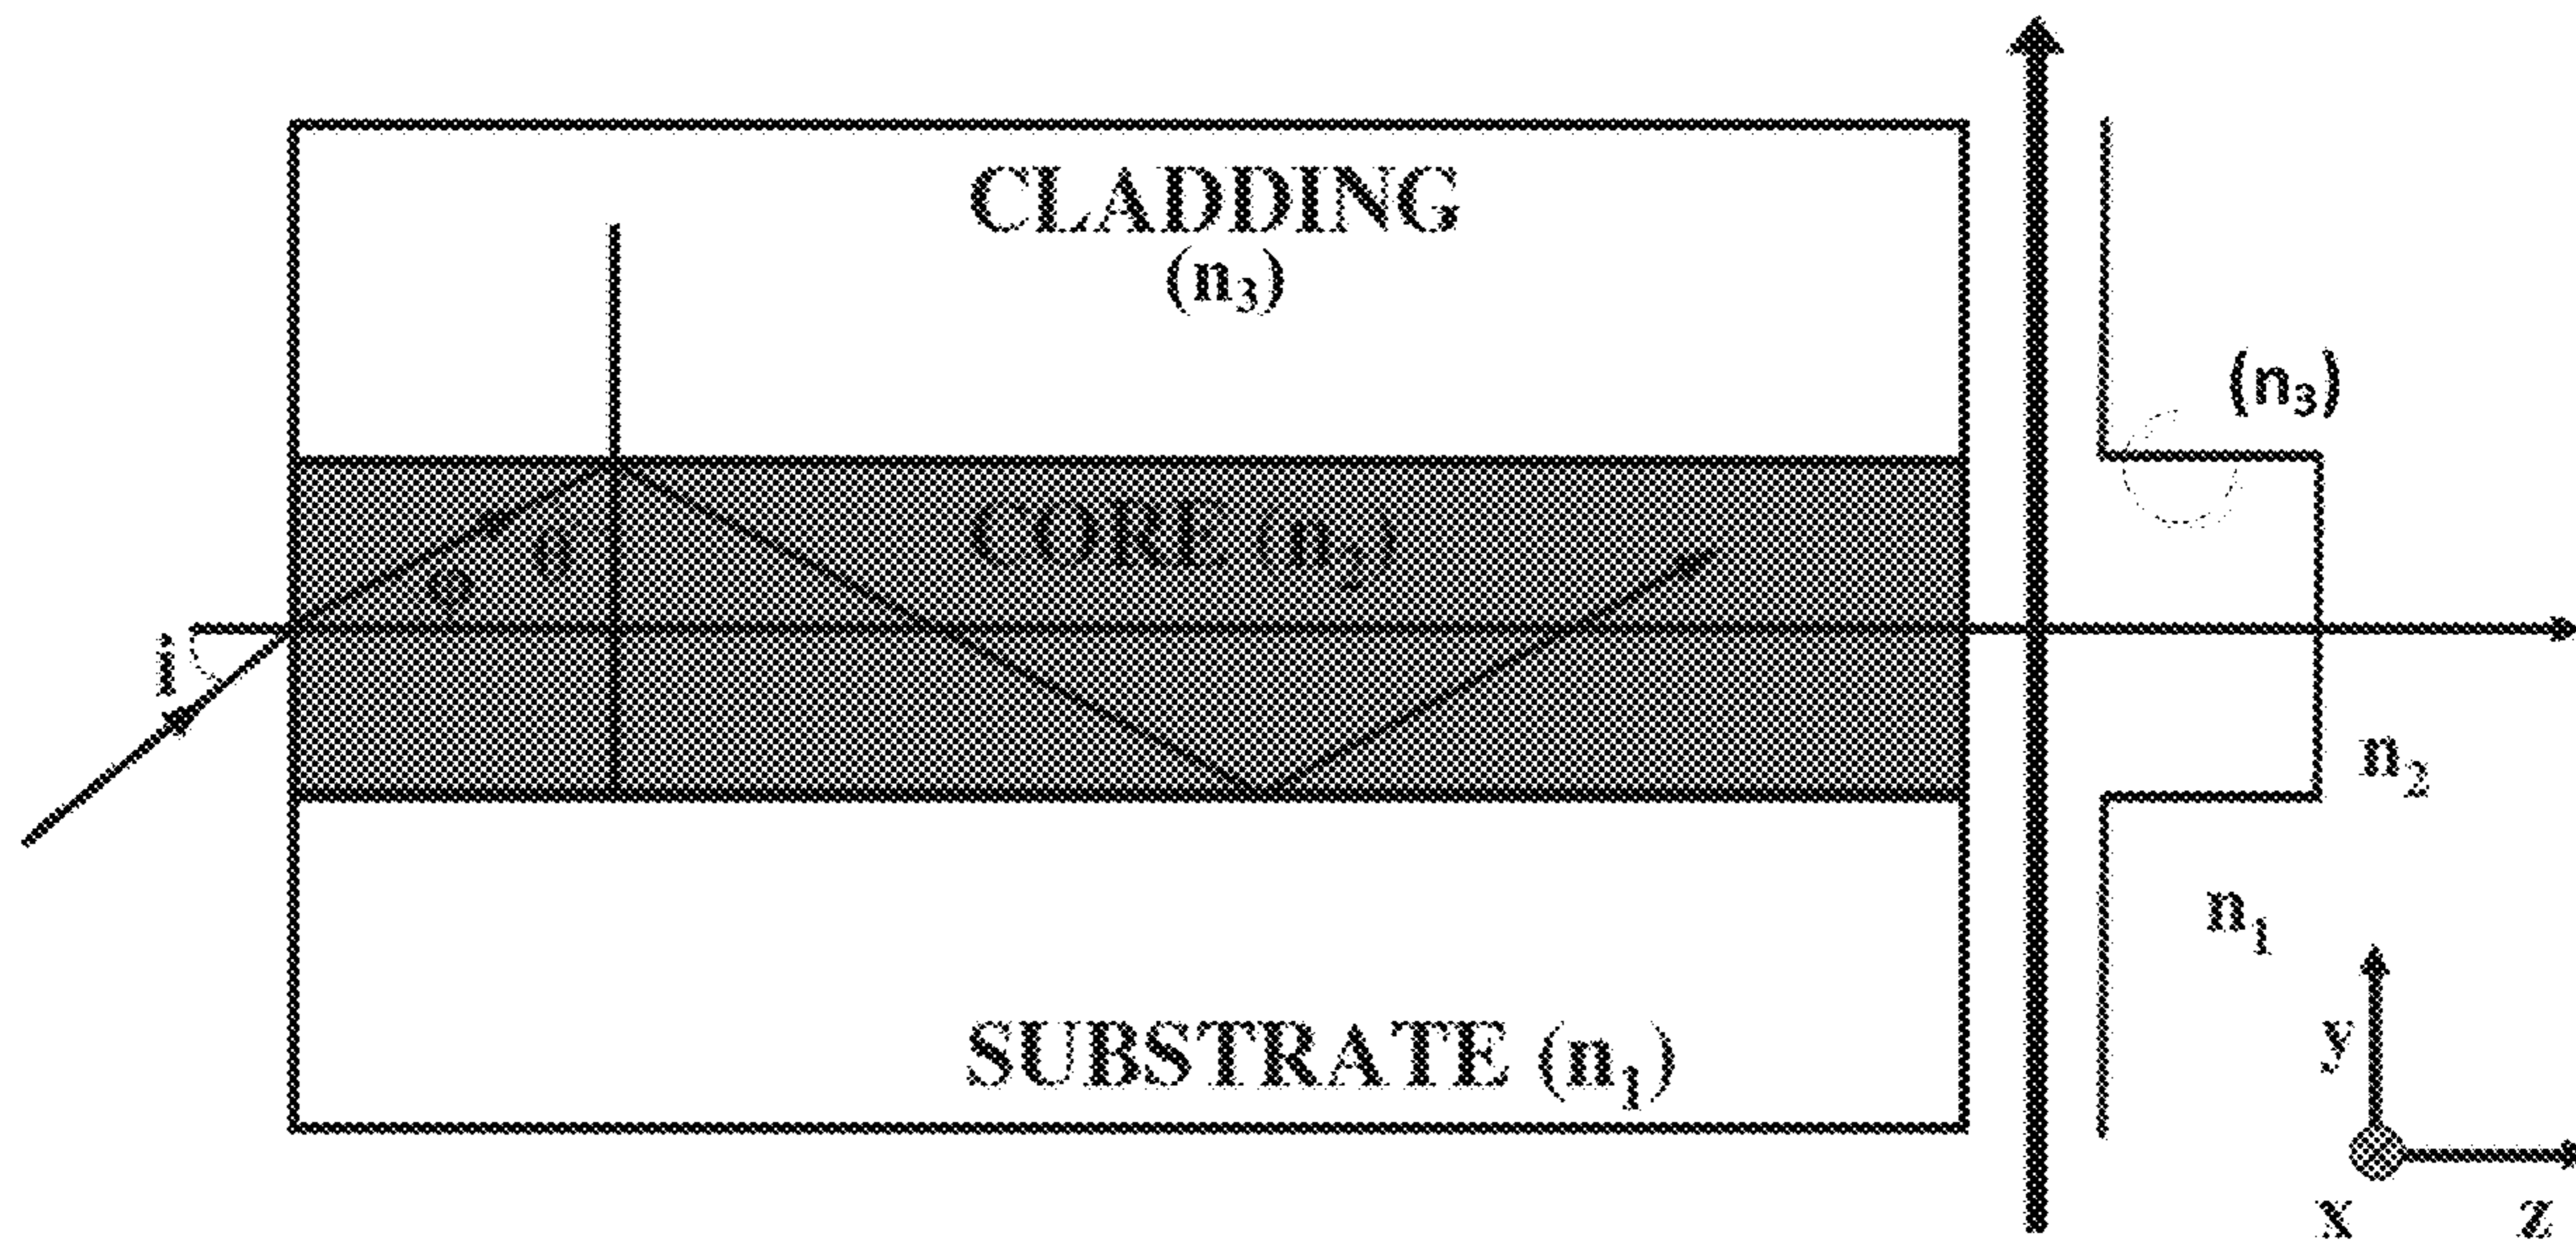 CLADDING
(n₃)
(n₃)
CORE (n₂)
i
n₂
n₁
SUBSTRATE (n₁)
y
x
z